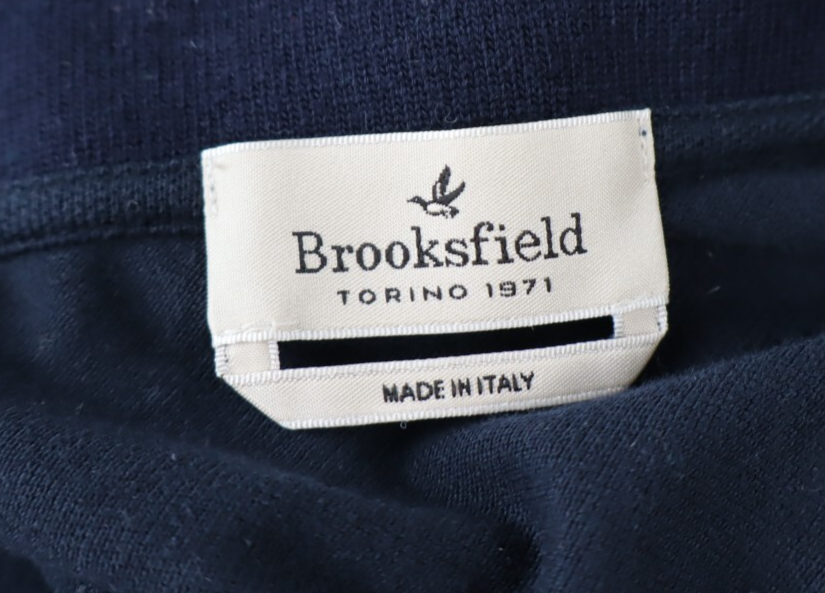 Brooksfield
TORINO 1971
MADE IN ITALY